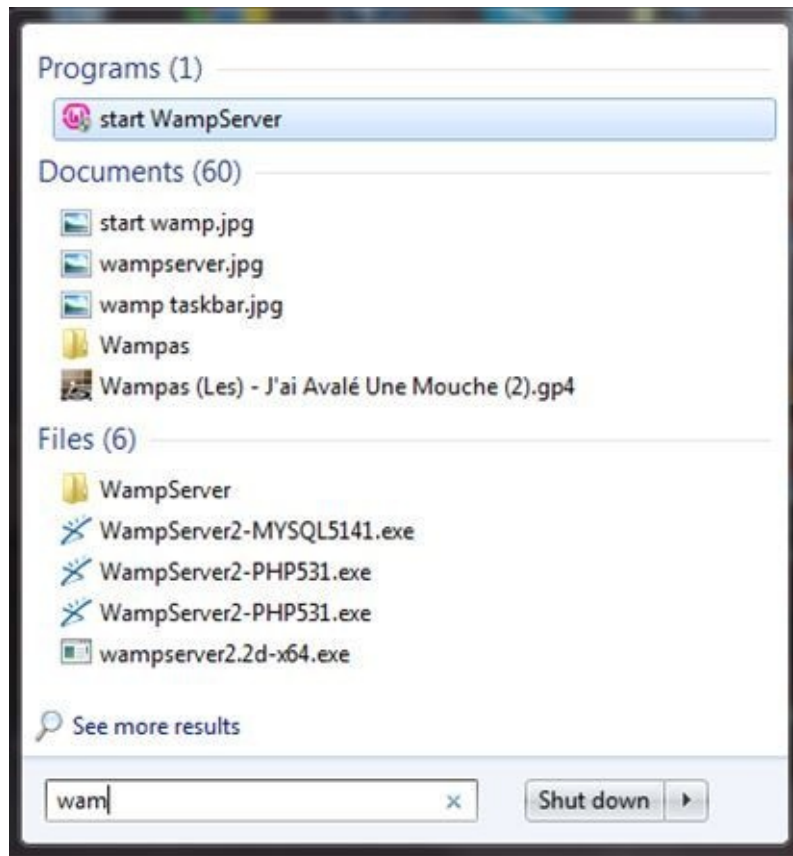 Programs (1)
start WampServer
Documents (60)
start wamp.jpg
wampserver.jpg
wamp taskbar.jpg
Wampas
Wampas (Les) - J'ai Avalé Une Mouche (2).gp4
Files (6)
WampServer
WampServer2-MYSQL5141.exe
WampServer2-PHP531.exe
WampServer2-PHP531.exe
wampserver2.2d-x64.exe
See more results
wam
Shut down